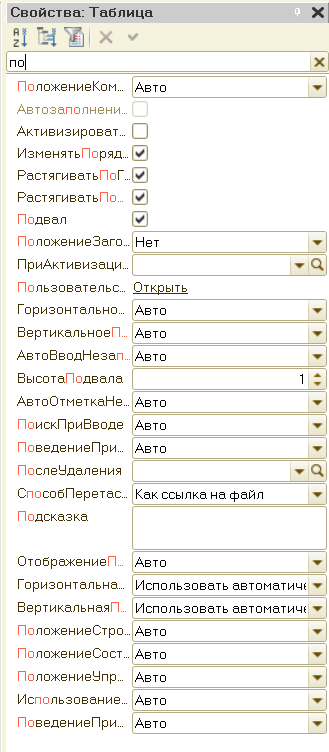 Свойства: Таблица
по
ПоложениеКом... Авто
Автозаполнени...
Активизироват...
ИзменятьПоряд...
РастягиватьПоГ...
РастягиватьПо...
Подвал
ПоложениеЗаго... Нет
ПриАктивизаци...
Пользовательс... Открыть
Горизонтально... Авто
ВертикальноеП... Авто
АвтоВводНезап... Авто
ВысотаПодвала 1
АвтоОтметкаНе... Авто
ПоискПриВводе Авто
ПоведениеПри... Авто
ПослеУдаления
СпособПеретас... Как ссылка на файл
Подсказка
ОтображениеП... Авто
Горизонтальна... Использовать автоматиче
ВертикальнаяП... Использовать автоматиче
ПоложениеСтро... Авто
ПоложениеСост... Авто
ПоложениеУпр... Авто
Использование... Авто
ПоведениеПри... Авто